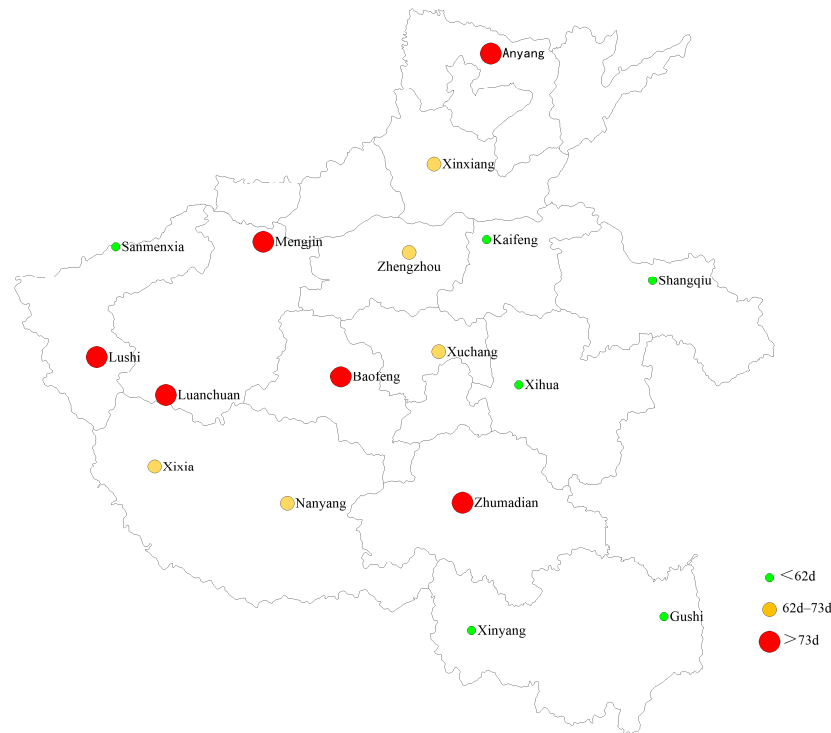 Anyang
Xinxiang
Sanmenxia
Mengjin
Kaifeng
Zhengzhou
Shangqiu
Lushi
Xuchang
Baofeng
Luanchuan
Xihua
Xixia
Nanyang
Zhumadian
<62d
62d–73d
Gushi
Xinyang
>73d